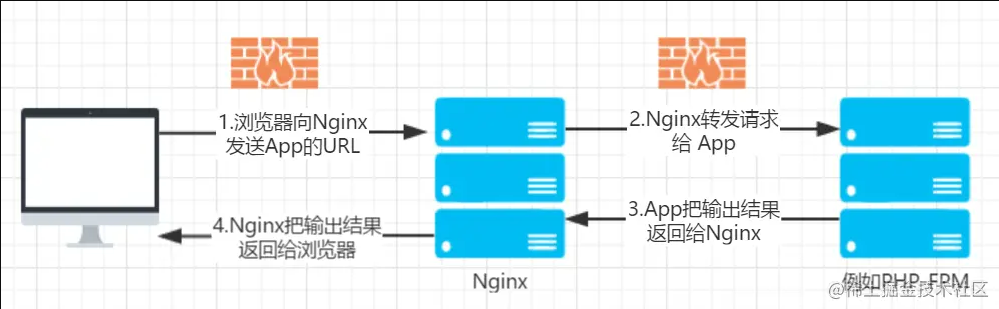 1.浏览器向Nginx
发送App的URL
2.Nginx转发请求
给 App
4.Nginx把输出结果
返回给浏览器
3.App把输出结果
返回给Nginx
Nginx
例如PHP-FPM
@稀土掘金技术社区